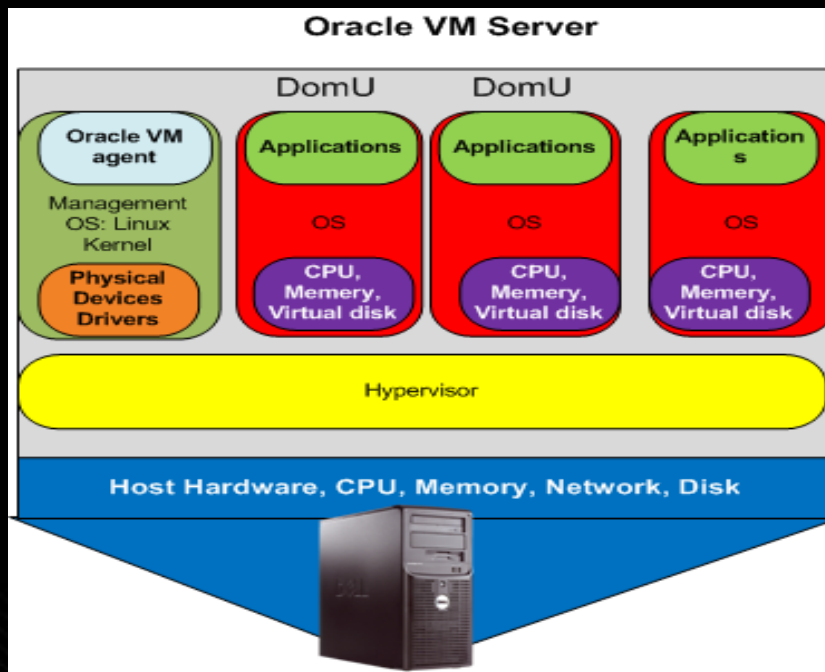 Oracle VM Server
DomU
DomU
Oracle VM
agent
Management
OS: Linux
Kernel
Physical
Devices
Drivers
Applications
OS
CPU,
Memery,
Virtual disk
Applications
OS
CPU,
Memery,
Virtual disk
Application
s
OS
CPU,
Memery,
Virtual disk
Hypervisor
Host Hardware, CPU, Memory, Network, Disk
DELL